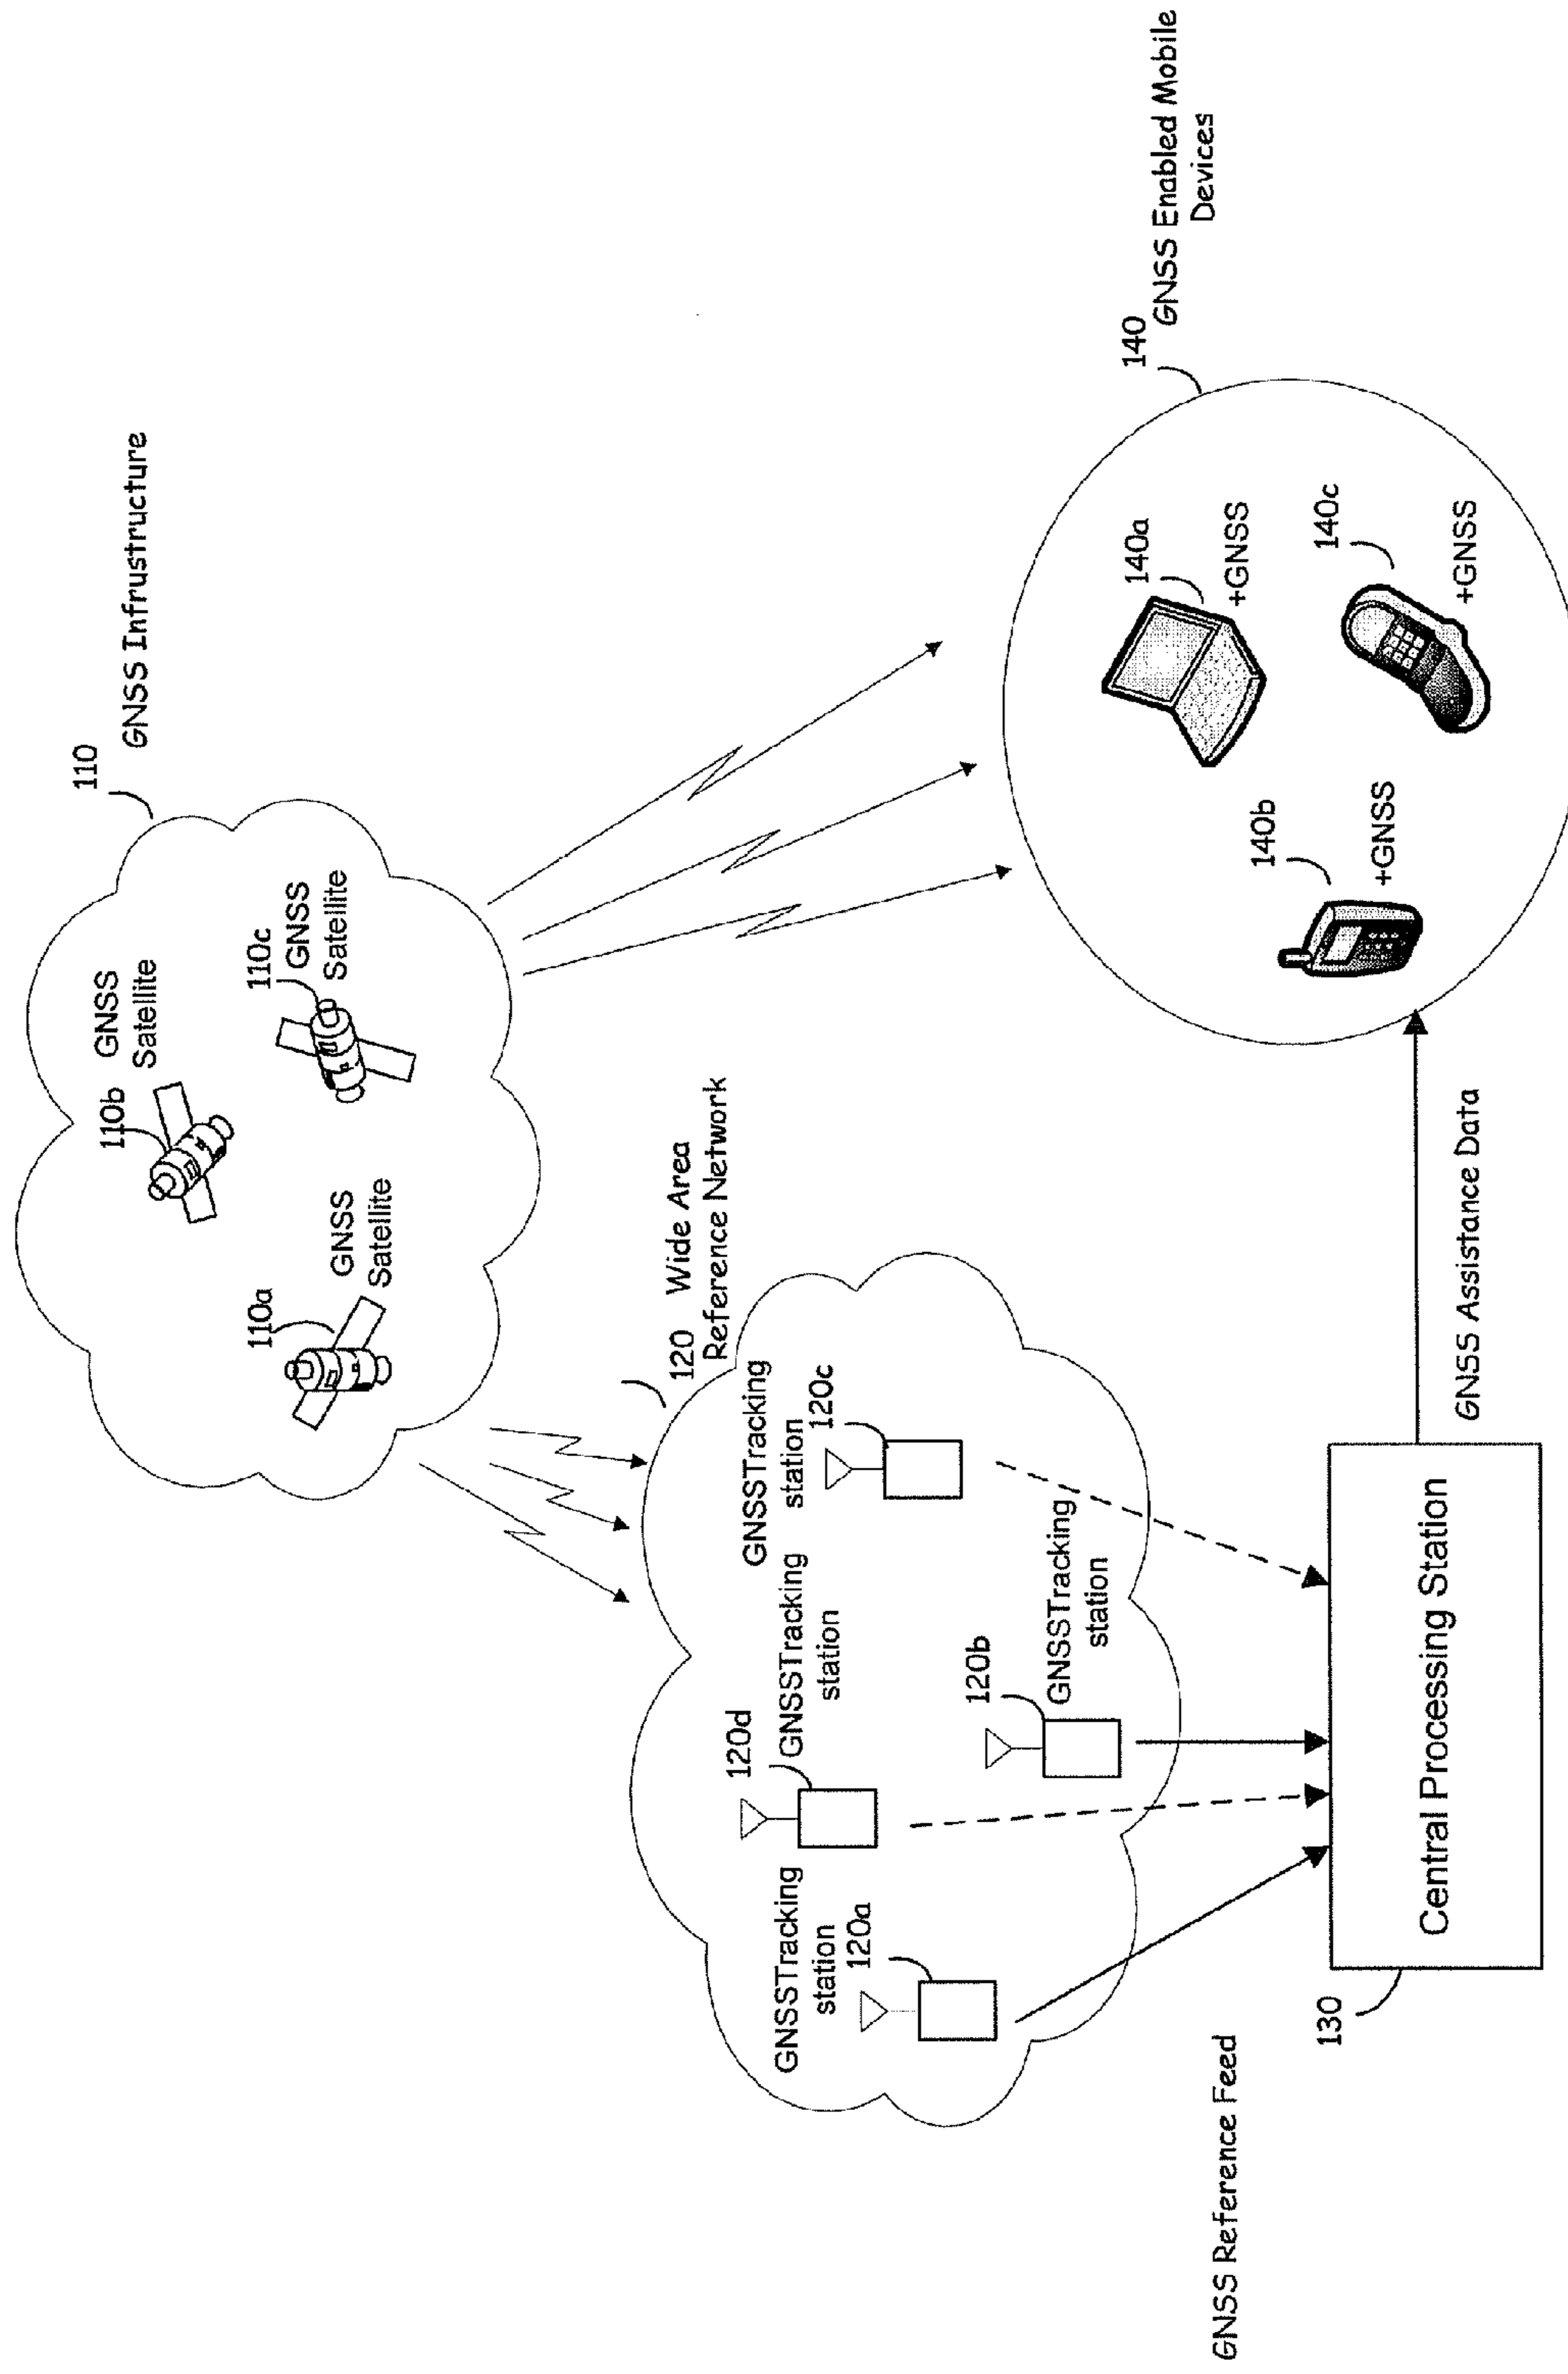 110
GNSS Infrustructure
110b
GNSS
Satellite
110c
GNSS
Satellite
110a
GNSS
Satellite
120 Wide Area
Reference Network
GNSSTracking
station
120a
120d
GNSSTracking
station
GNSSTracking
station
120c
120b
GNSSTracking
station
GNSS Reference Feed
130
Central Processing Station
GNSS Assistance Data
140
GNSS Enabled Mobile
Devices
140a
+GNSS
140b
+GNSS
140c
+GNSS